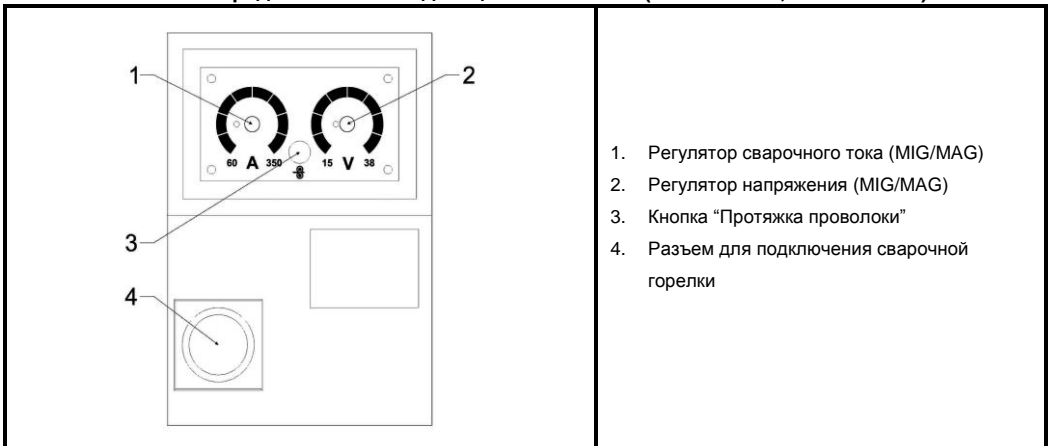 1
2
60 A 350
15 V 38
3
4
1. Регулятор сварочного тока (MIG/MAG)
2. Регулятор напряжения (MIG/MAG)
3. Кнопка “Протяжка проволоки”
4. Разъем для подключения сварочной
горелки